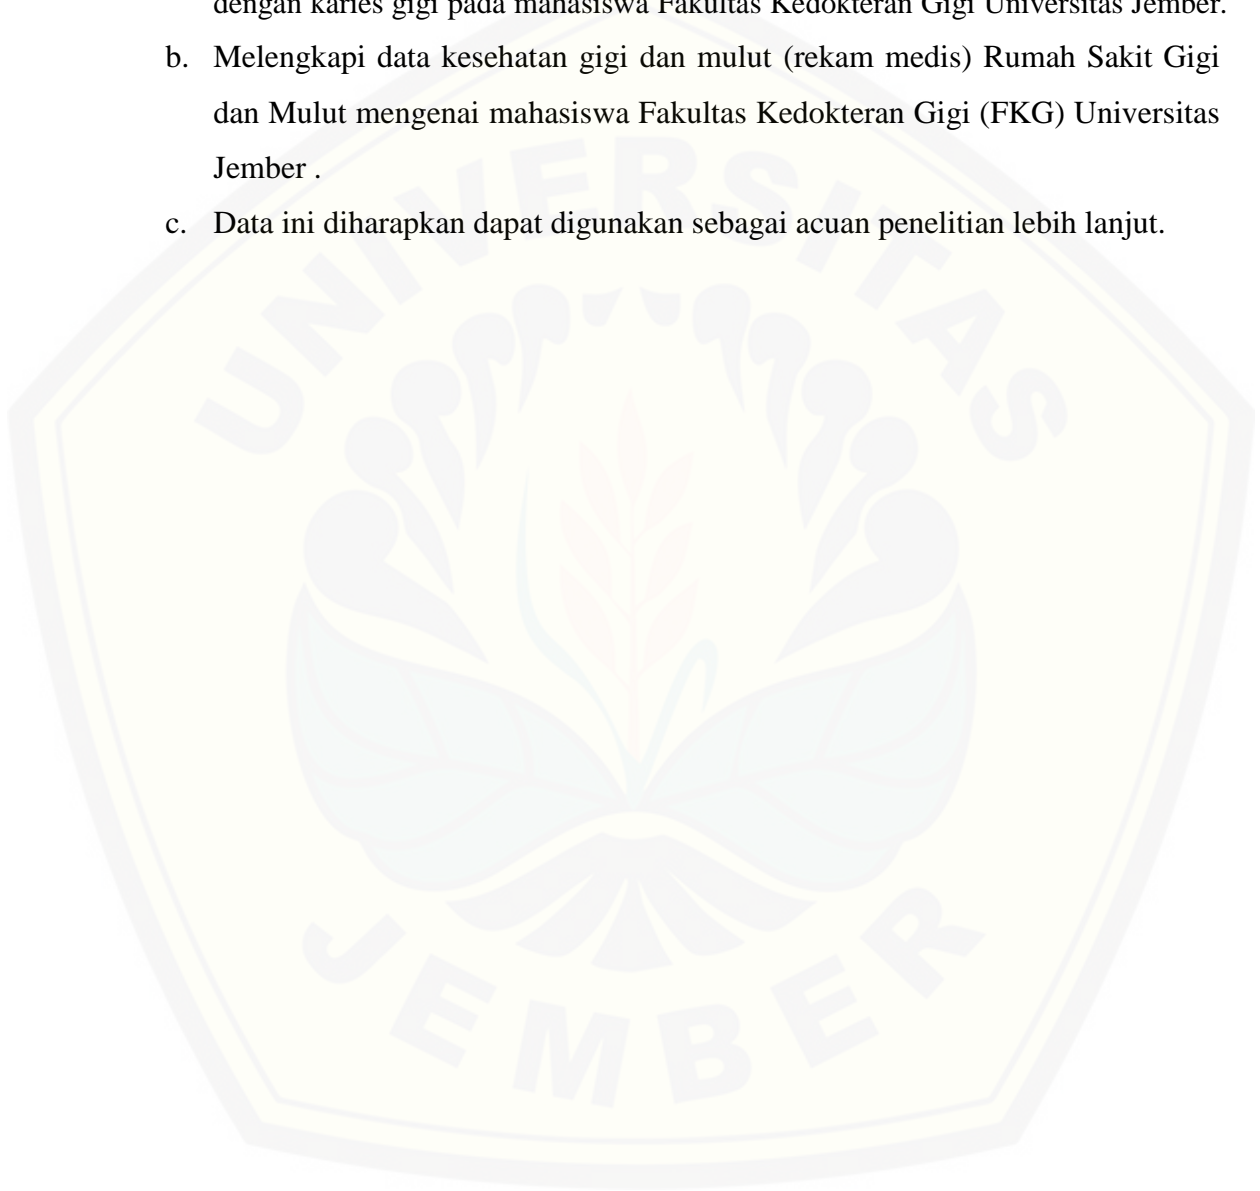 dengan karies gigi pada mahasiswa Fakultas Kedokteran Gigi Universitas Jember.
b. Melengkapi data kesehatan gigi dan mulut (rekam medis) Rumah Sakit Gigi
dan Mulut mengenai mahasiswa Fakultas Kedokteran Gigi (FKG) Universitas
Jember .
c. Data ini diharapkan dapat digunakan sebagai acuan penelitian lebih lanjut.
UNIVERSITAS
JEMBER